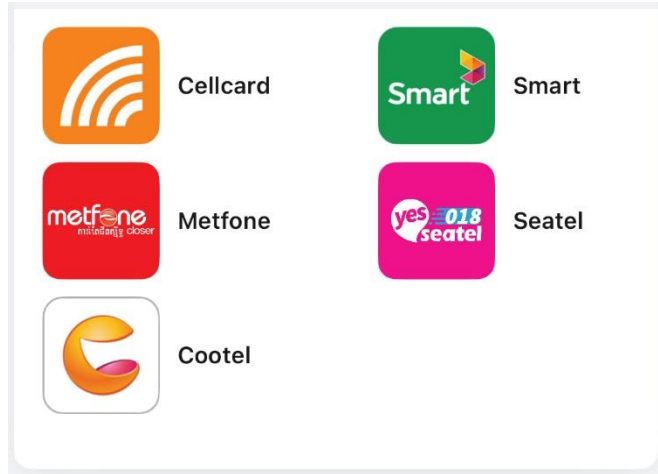 Cellcard
Smart
Smart
metfone
closer
Metfone
yes 018
seatel
Seatel
Cootel